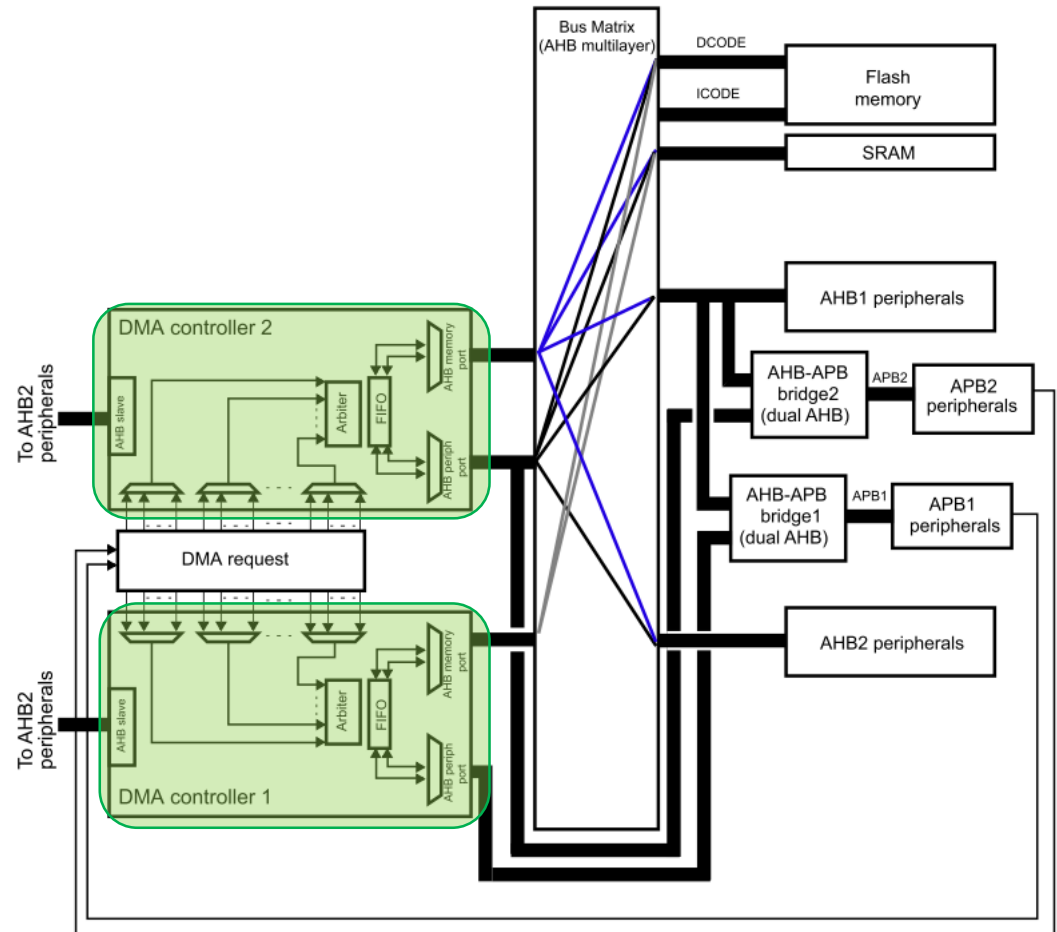 Bus Matrix
(AHB multilayer)
DCODE
ICODE
Flash
memory
SRAM
AHB1 peripherals
AHB-APB
bridge2
(dual AHB)
APB2
APB2
peripherals
AHB-APB
bridge1
(dual AHB)
APB1
APB1
peripherals
AHB2 peripherals
To AHB2
peripherals
DMA controller 2
AHB slave
Arbiter
FIFO
AHB memory
port
AHB periph
port
DMA request
To AHB2
peripherals
AHB slave
Arbiter
FIFO
AHB memory
port
AHB periph
port
DMA controller 1